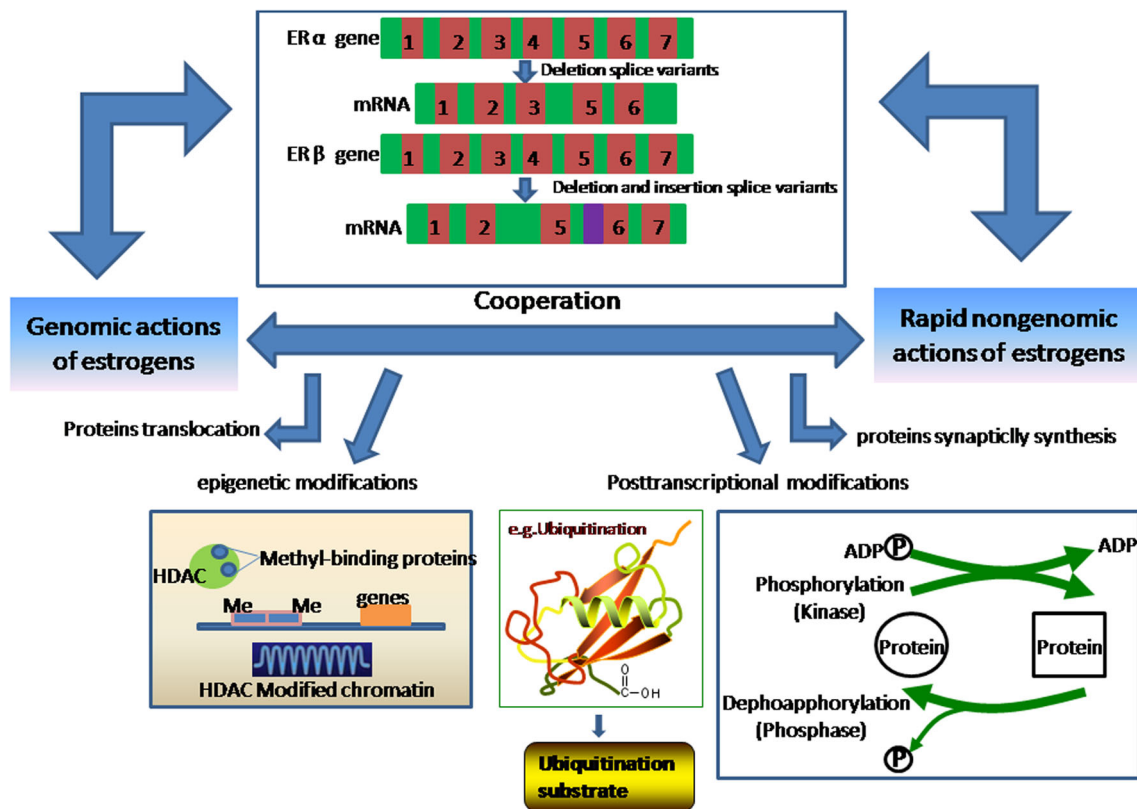 ER α gene 1 2 3 4 5 6 7
Deletion splice variants
mRNA 1 2 3 5 6
ER β gene 1 2 3 4 5 6 7
Deletion and insertion splice variants
mRNA 1 2 5 6 7
Cooperation
Genomic actions
of estrogens
Rapid nongenomic
actions of estrogens
Proteins translocation
proteins synapticlly synthesis
epigenetic modifications
Posttranscriptional modifications
Methyl-binding proteins
HDAC
Me Me genes
HDAC Modified chromatin
e.g.Ubiquitination
O
C—OH
Ubiquitination
substrate
ADP P ADP
Phosphorylation
(Kinase)
Protein Protein
Dephoapphorylation
(Phosphase)
P